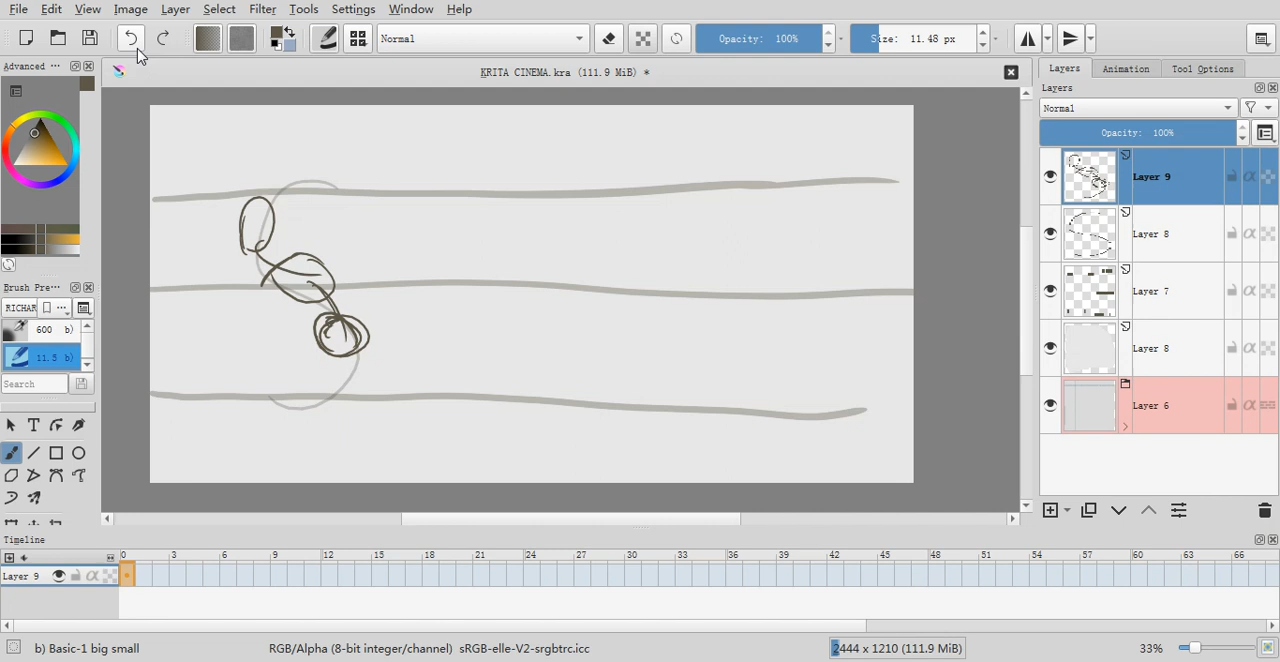 File Edit View Image Layer Select Filter Tools Settings Window Help
Normal Opacity: 100% Size: 11.48 px
Advanced ··· KRITA CINEMA.kra (111.9 MiB) * Layers Animation Tool Options
Layers
Normal
Opacity: 100%
Layer 9
Layer 8
Layer 7
Layer 8
Layer 6
Brush Pre···
RICHAR
600 b)
11.5 b)
Search
Timeline
0 3 6 9 12 15 18 21 24 27 30 33 36 39 42 45 48 51 54 57 60 63 66
Layer 9
b) Basic-1 big small RGB/Alpha (8-bit integer/channel) sRGB-elle-V2-srgbtrc.icc 2444 x 1210 (111.9 MiB) 33%